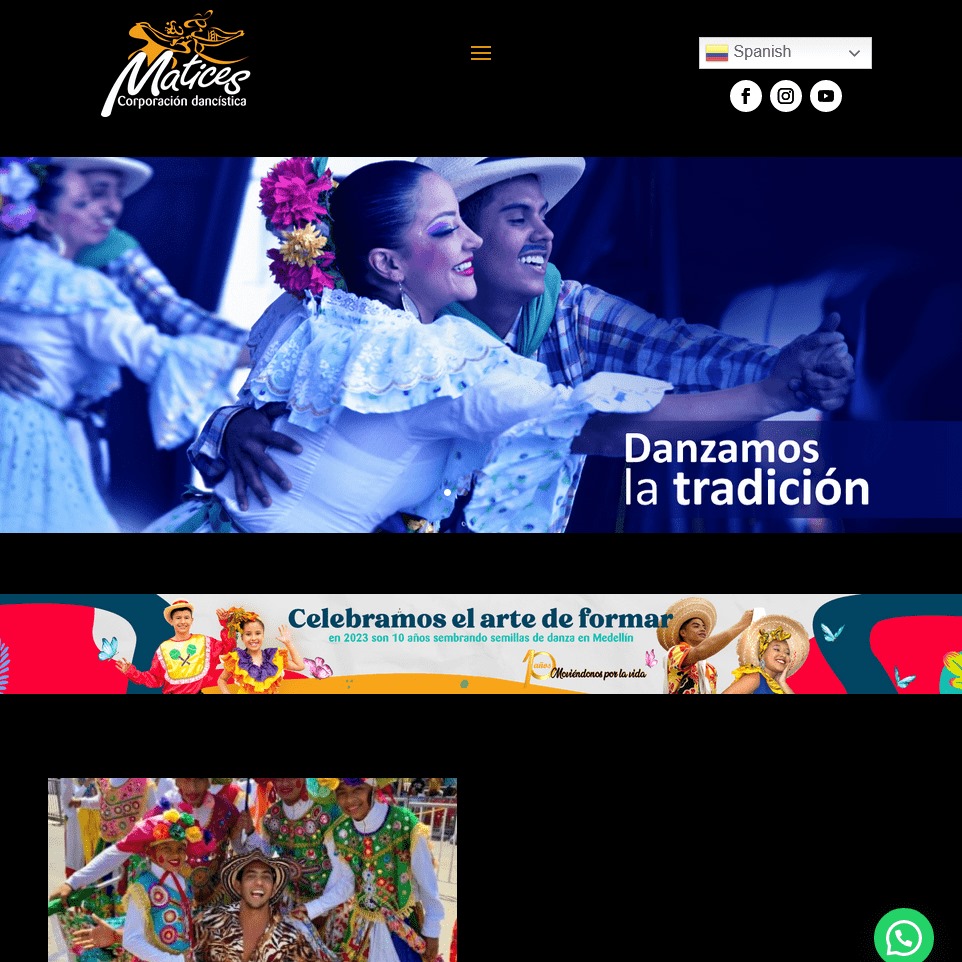 Matices
Corporación dancística
Spanish
Danzamos
la tradición
Celebramos el arte de formar
en 2023 son 10 años sembrando semillas de danza en Medellín
10 años
Moviéndonos por la vida